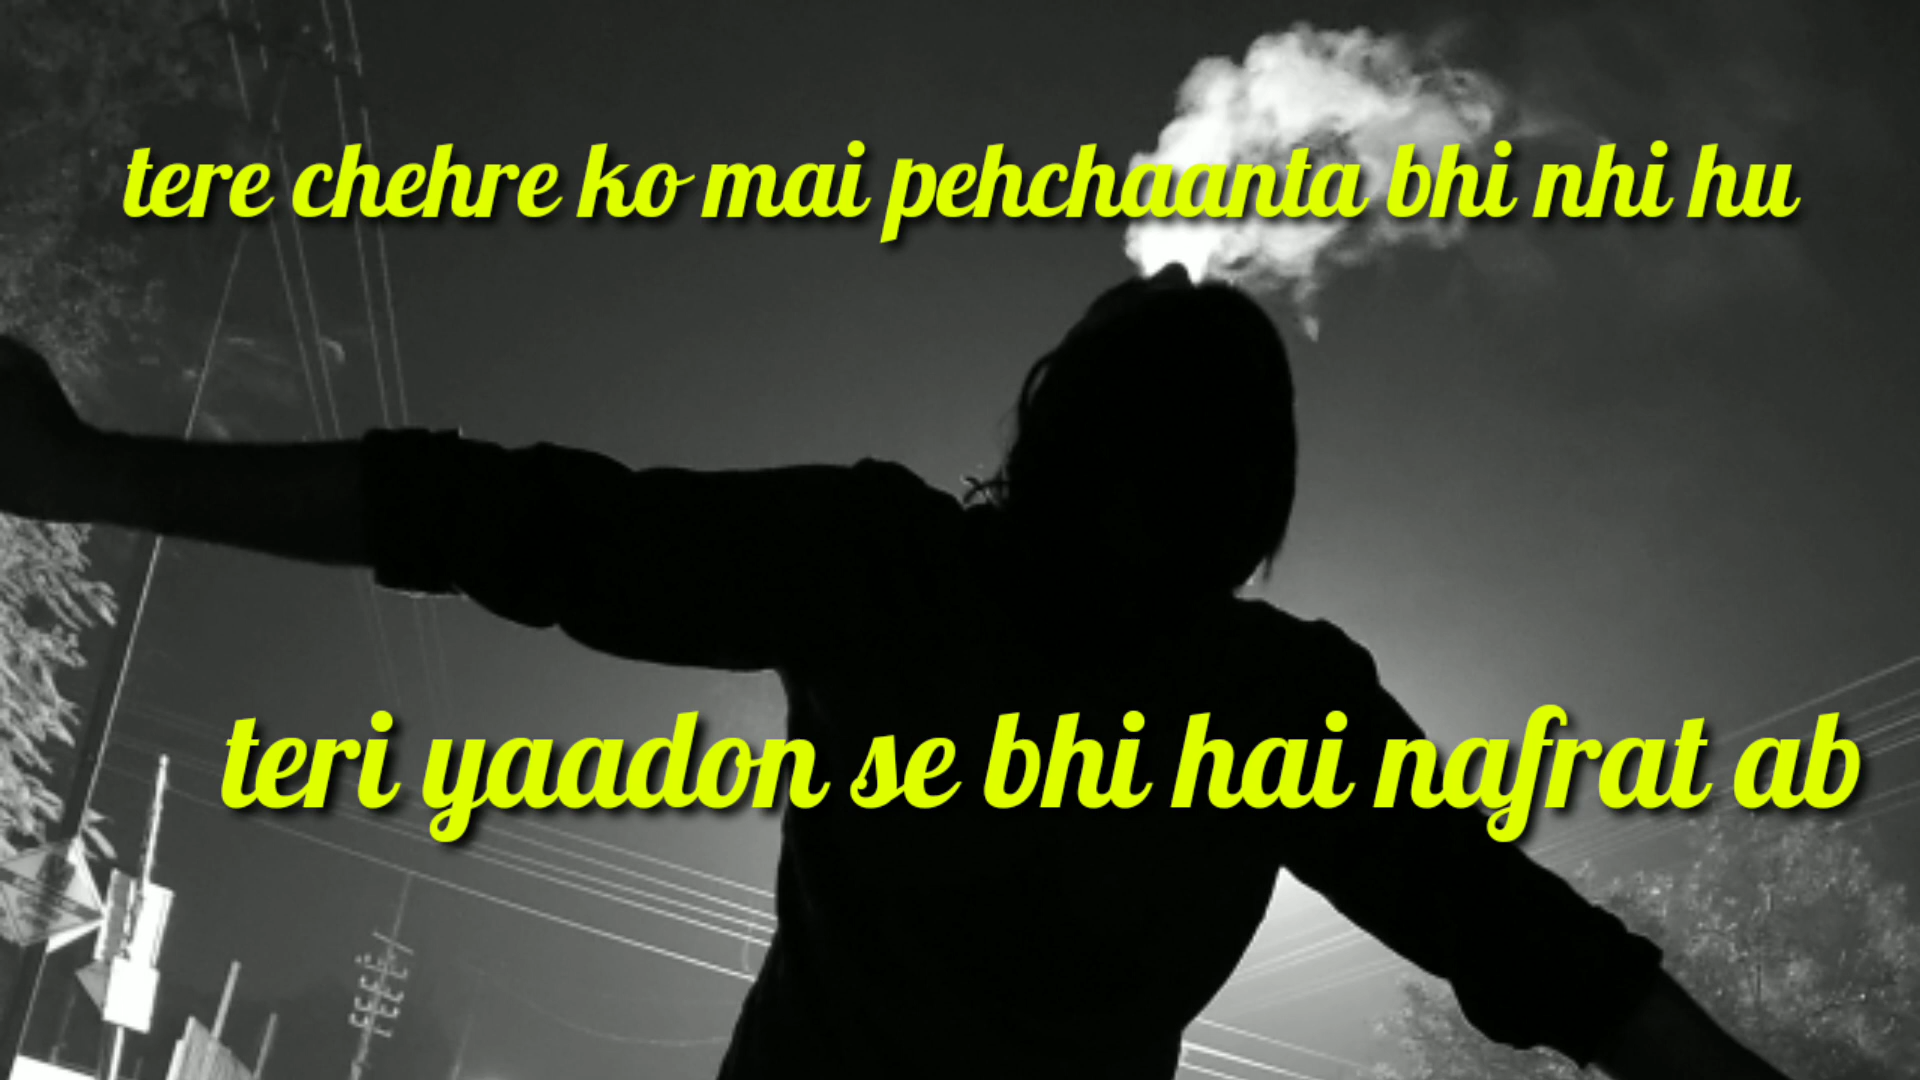 tere chehre ko mai pehchaanta bhi nhi hu
teri yaadon se bhi hai nafrat ab